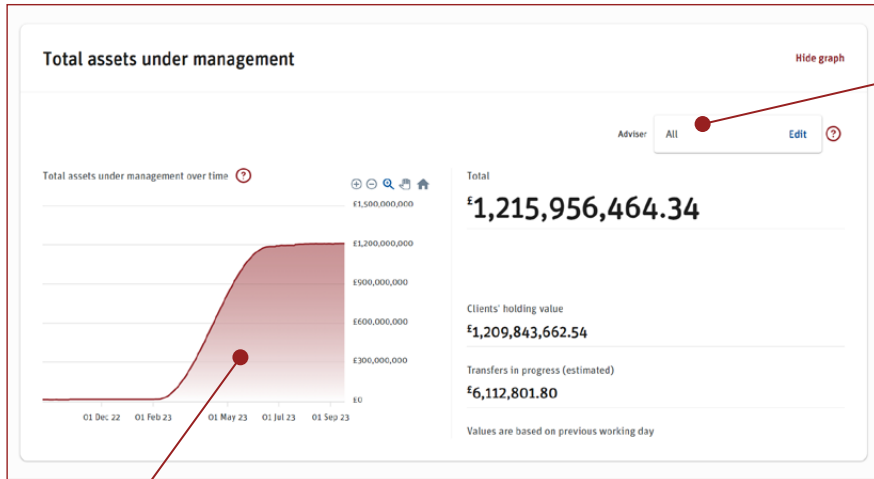 Total assets under management
Hide graph
Adviser All Edit ?
Total assets under management over time ?
£1,500,000,000
£1,200,000,000
£900,000,000
£600,000,000
£300,000,000
£0
01 Dec 22 01 Feb 23 01 May 23 01 Jul 23 01 Sep 23
Total
£1,215,956,464.34
Clients' holding value
£1,209,843,662.54
Transfers in progress (estimated)
£6,112,801.80
Values are based on previous working day